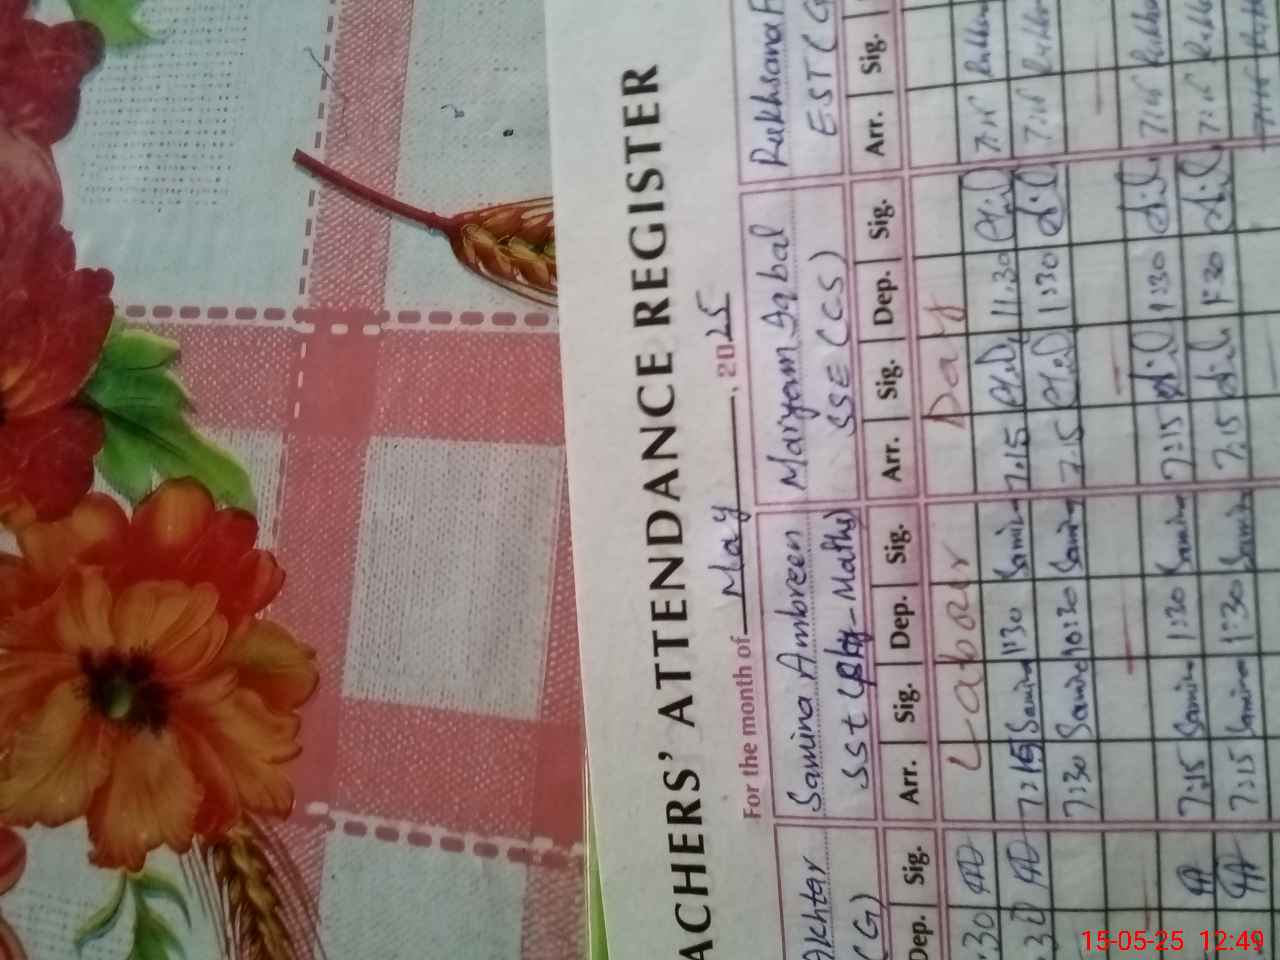 TEACHERS' ATTENDANCE REGISTER
For the month of May, 2025
Akhtar Samina Ambreen Maryam Iqbal Rukhsana
(G) SST (Phy-Maths) SSE (CS) EST (G
Dep. Sig. Arr. Sig. Dep. Sig. Arr. Sig. Dep. Sig. Arr. Sig.
Labour Day
.30 7:15 Samina 1:30 Samina 7.15 11:30 7:15
.30 7:30 Samina 10:30 Samina 7.15 1:30 7:15
7:15 Samina 1:30 Samina 7:15 1:30 7:15
7:15 Samina 1:30 Samina 7:15 1:30 7:15
15-05-25 12:49